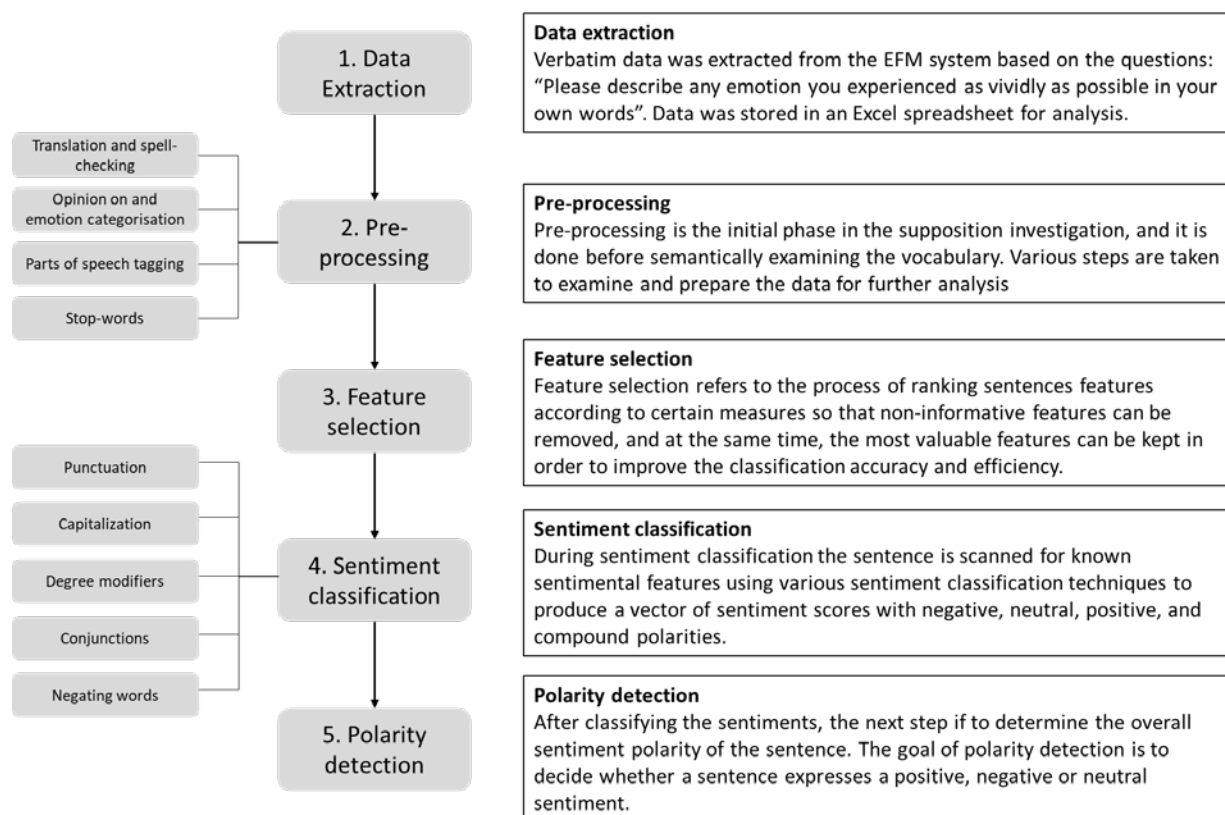 1. Data
Extraction
Data extraction
Verbatim data was extracted from the EFM system based on the questions:
“Please describe any emotion you experienced as vividly as possible in your
own words”. Data was stored in an Excel spreadsheet for analysis.
Translation and spell-
checking
Opinion on and
emotion categorisation
Parts of speech tagging
Stop-words
2. Pre-
processing
Pre-processing
Pre-processing is the initial phase in the supposition investigation, and it is
done before semantically examining the vocabulary. Various steps are taken
to examine and prepare the data for further analysis
3. Feature
selection
Feature selection
Feature selection refers to the process of ranking sentences features
according to certain measures so that non-informative features can be
removed, and at the same time, the most valuable features can be kept in
order to improve the classification accuracy and efficiency.
Punctuation
Capitalization
Degree modifiers
Conjunctions
Negating words
4. Sentiment
classification
Sentiment classification
During sentiment classification the sentence is scanned for known
sentimental features using various sentiment classification techniques to
produce a vector of sentiment scores with negative, neutral, positive, and
compound polarities.
5. Polarity
detection
Polarity detection
After classifying the sentiments, the next step if to determine the overall
sentiment polarity of the sentence. The goal of polarity detection is to
decide whether a sentence expresses a positive, negative or neutral
sentiment.